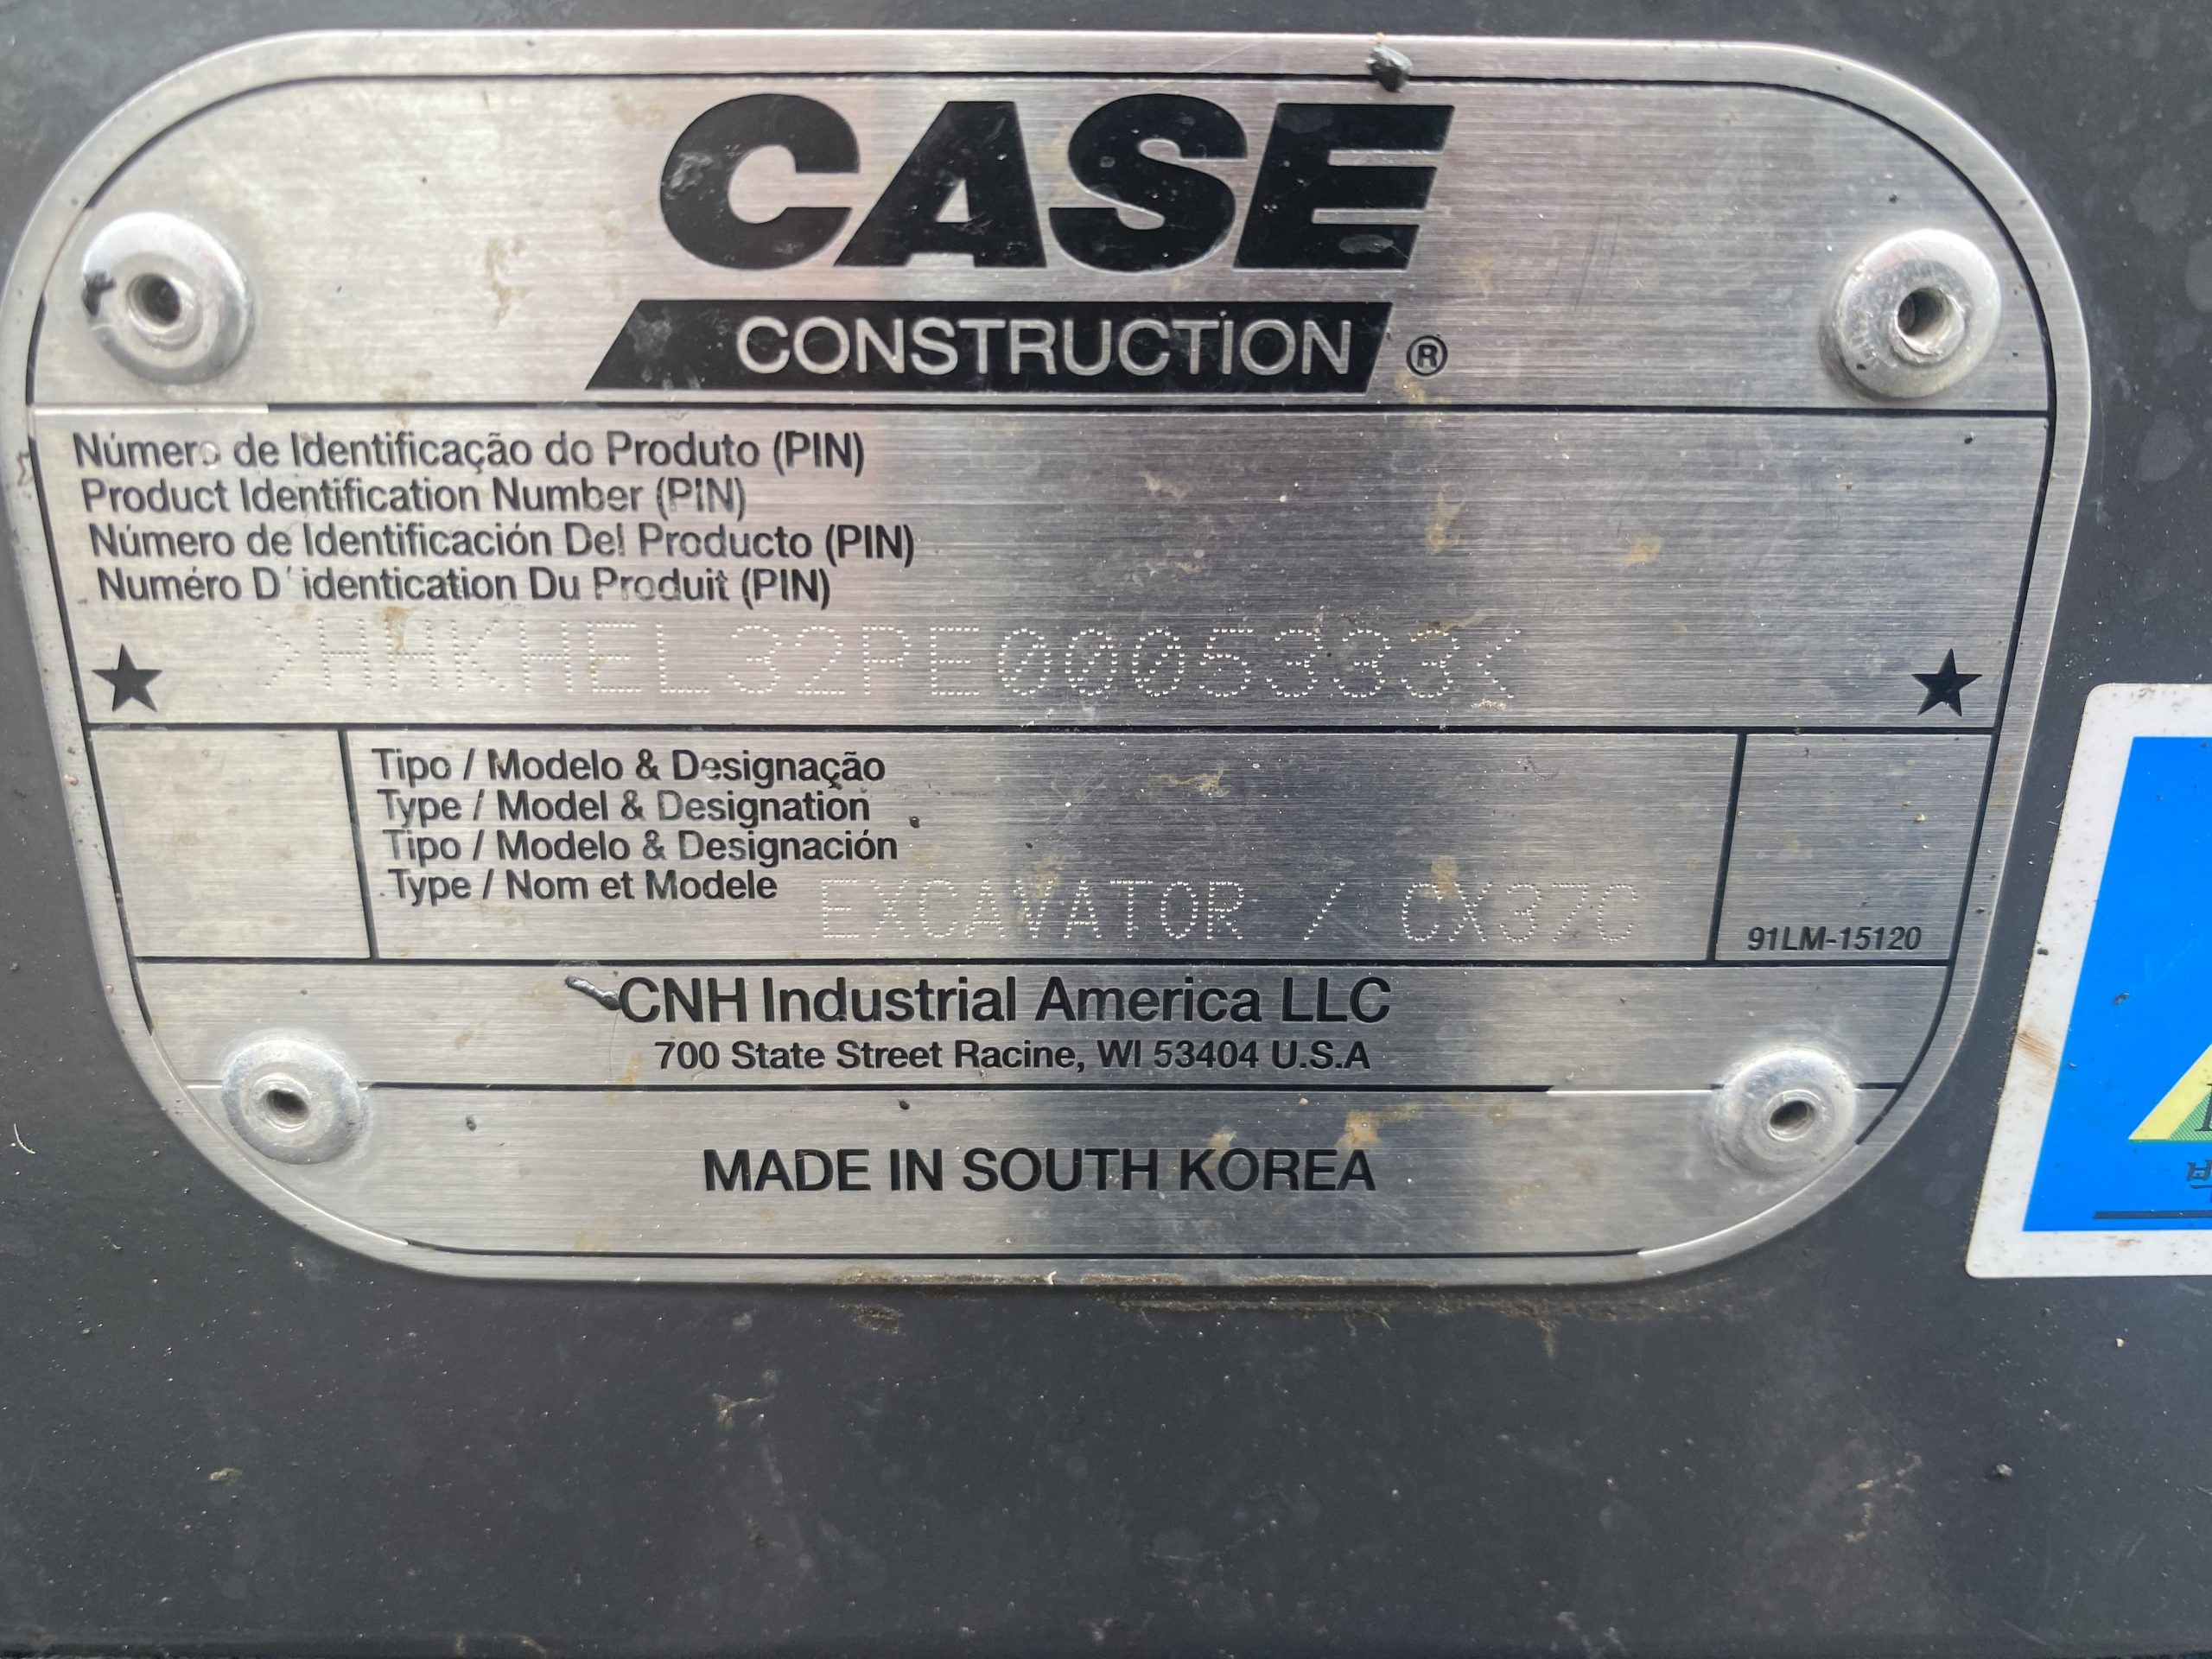 CASE
CONSTRUCTION ®
Número de Identificação do Produto (PIN)
Product Identification Number (PIN)
Número de Identificación Del Producto (PIN)
Numéro D'identication Du Produit (PIN)
>HHKHEL32PE0005333<
Tipo / Modelo & Designação
Type / Model & Designation
Tipo / Modelo & Designación
Type / Nom et Modele
EXCAVATOR / CX37C
91LM-15120
CNH Industrial America LLC
700 State Street Racine, WI 53404 U.S.A
MADE IN SOUTH KOREA